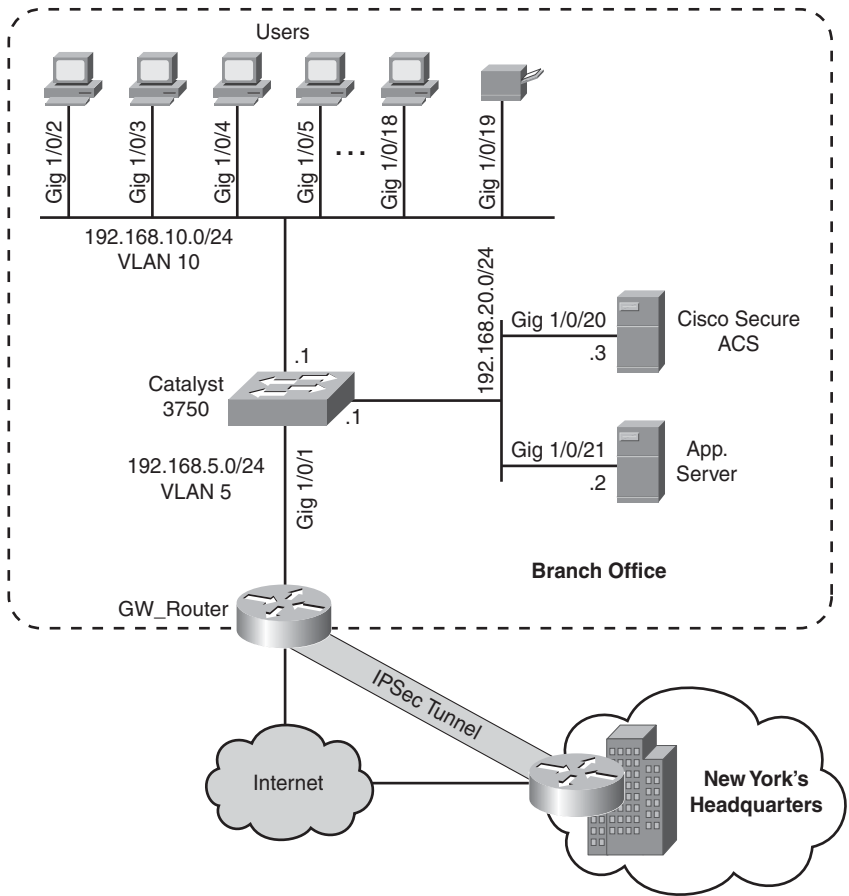 Users
Gig 1/0/2
Gig 1/0/3
Gig 1/0/4
Gig 1/0/5
...
Gig 1/0/18
Gig 1/0/19
192.168.10.0/24
VLAN 10
192.168.20.0/24
Gig 1/0/20
.3
Cisco Secure
ACS
.1
Catalyst
3750
.1
Gig 1/0/21
.2
App.
Server
192.168.5.0/24
VLAN 5
Gig 1/0/1
Branch Office
GW_Router
IPSec Tunnel
Internet
New York's
Headquarters